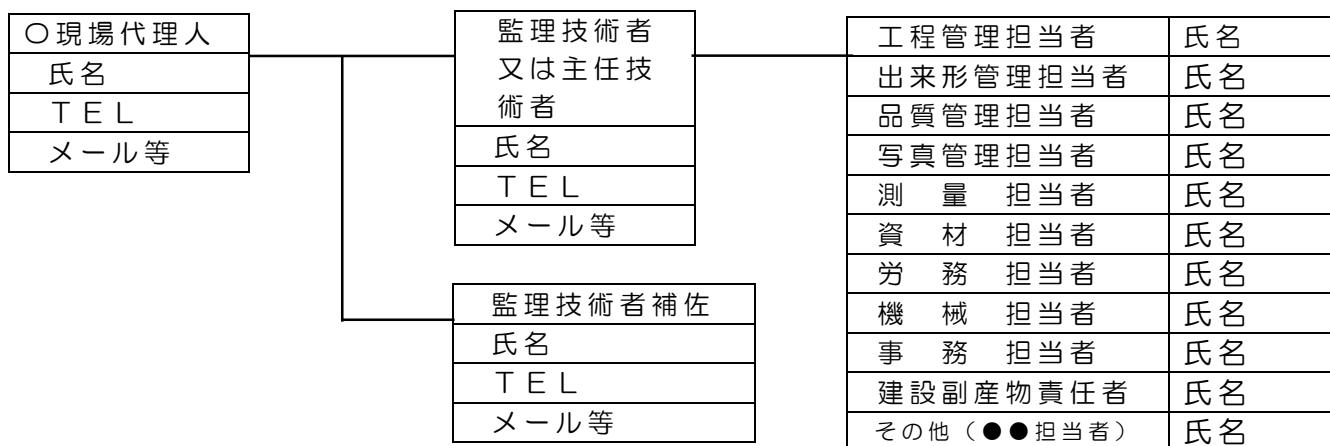 〇現場代理人
氏名
ＴＥＬ
メール等
監理技術者
又は主任技
術者
氏名
ＴＥＬ
メール等
監理技術者補佐
氏名
ＴＥＬ
メール等
工程管理担当者 氏名
出来形管理担当者 氏名
品質管理担当者 氏名
写真管理担当者 氏名
測　量　担当者 氏名
資　材　担当者 氏名
労　務　担当者 氏名
機　械　担当者 氏名
事　務　担当者 氏名
建設副産物責任者 氏名
その他（●●担当者） 氏名